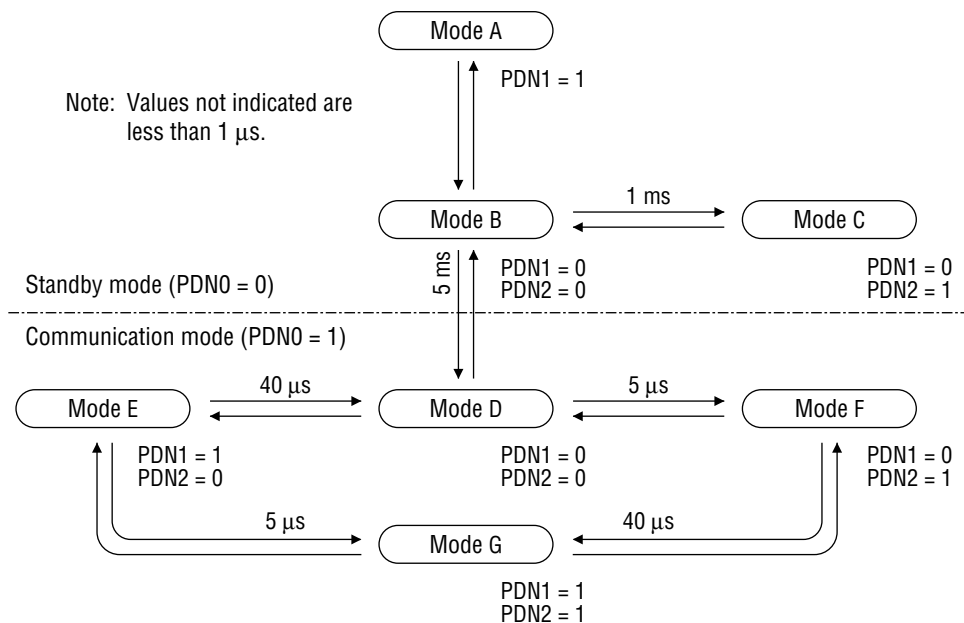 Mode A
PDN1 = 1
Note: Values not indicated are
less than 1 μs.
1 ms
Mode B
Mode C
5 ms
PDN1 = 0
PDN2 = 0
PDN1 = 0
PDN2 = 1
Standby mode (PDN0 = 0)
Communication mode (PDN0 = 1)
40 μs
5 μs
Mode E
Mode D
Mode F
PDN1 = 1
PDN2 = 0
PDN1 = 0
PDN2 = 0
PDN1 = 0
PDN2 = 1
5 μs
40 μs
Mode G
PDN1 = 1
PDN2 = 1